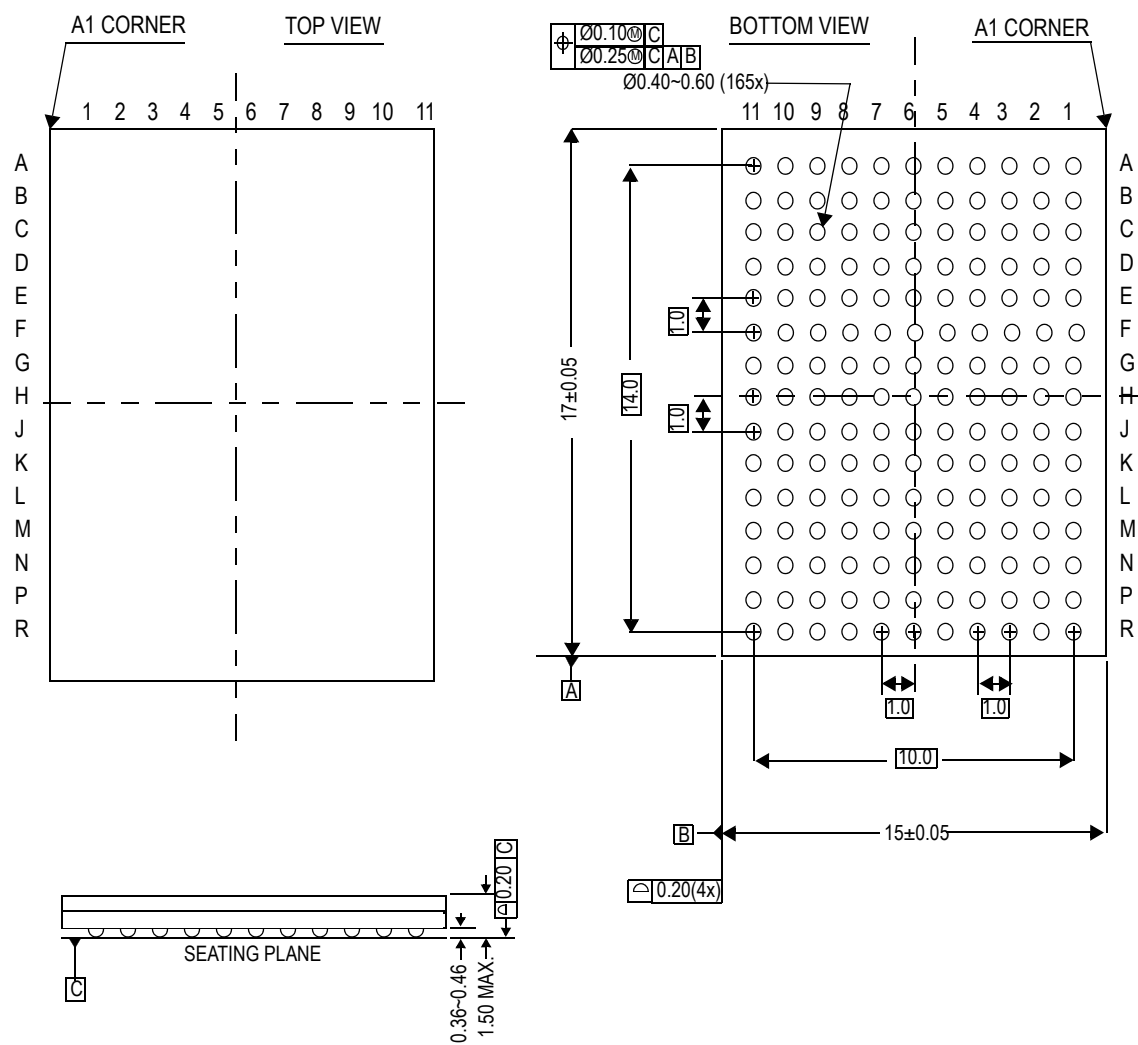 A1 CORNER
TOP VIEW
1 2 3 4 5 6 7 8 9 10 11
A
B
C
D
E
F
G
H
J
K
L
M
N
P
R
Ø0.10Ⓜ C
Ø0.25Ⓜ C A B
BOTTOM VIEW
A1 CORNER
Ø0.40~0.60 (165x)
11 10 9 8 7 6 5 4 3 2 1
A
B
C
D
E
F
G
H
J
K
L
M
N
P
R
1.0
1.0
17±0.05
14.0
A
1.0
1.0
10.0
B
15±0.05
0.20(4x)
0.20 C
SEATING PLANE
C
0.36~0.46
1.50 MAX.